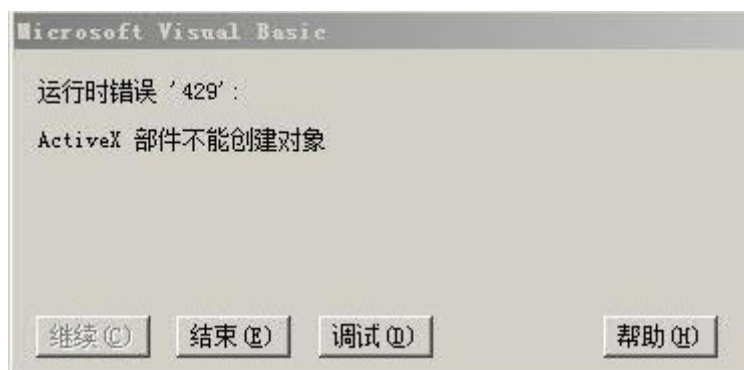 Microsoft Visual Basic
运行时错误 '429':
ActiveX 部件不能创建对象
继续(C) 结束(E) 调试(D) 帮助(H)